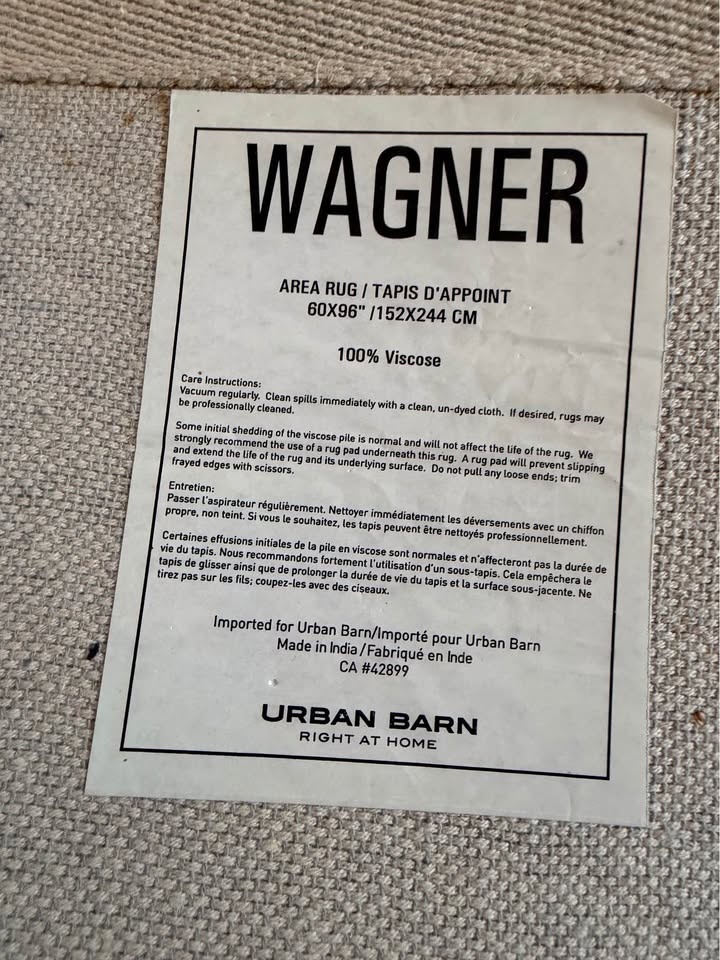 WAGNER
AREA RUG / TAPIS D'APPOINT
60X96" /152X244 CM
100% Viscose
Care Instructions:
Vacuum regularly. Clean spills immediately with a clean, un-dyed cloth. If desired, rugs may
be professionally cleaned.
Some initial shedding of the viscose pile is normal and will not affect the life of the rug. We
strongly recommend the use of a rug pad underneath this rug. A rug pad will prevent slipping
and extend the life of the rug and its underlying surface. Do not pull any loose ends; trim
frayed edges with scissors.
Entretien:
Passer l'aspirateur régulièrement. Nettoyer immédiatement les déversements avec un chiffon
propre, non teint. Si vous le souhaitez, les tapis peuvent être nettoyés professionnellement.
Certaines effusions initiales de la pile en viscose sont normales et n'affecteront pas la durée de
vie du tapis. Nous recommandons fortement l'utilisation d'un sous-tapis. Cela empêchera le
tapis de glisser ainsi que de prolonger la durée de vie du tapis et la surface sous-jacente. Ne
tirez pas sur les fils; coupez-les avec des ciseaux.
Imported for Urban Barn/Importé pour Urban Barn
Made in India/Fabriqué en Inde
CA #42899
URBAN BARN
RIGHT AT HOME